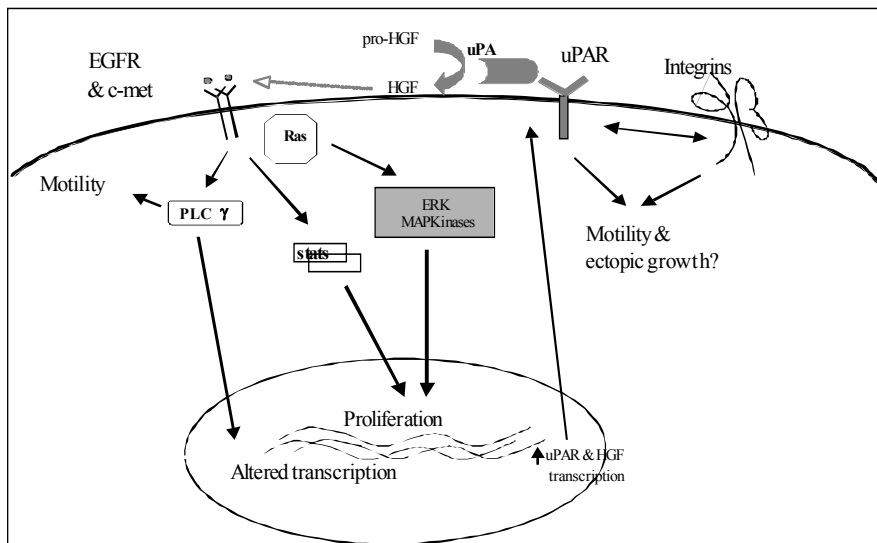 EGFR
& c-met
pro-HGF
HGF
uPA
uPAR
Integrins
Ras
Motility
PLC γ
stats
ERK
MAPKinases
Motility &
ectopic growth?
Proliferation
Altered transcription
uPAR & HGF
transcription